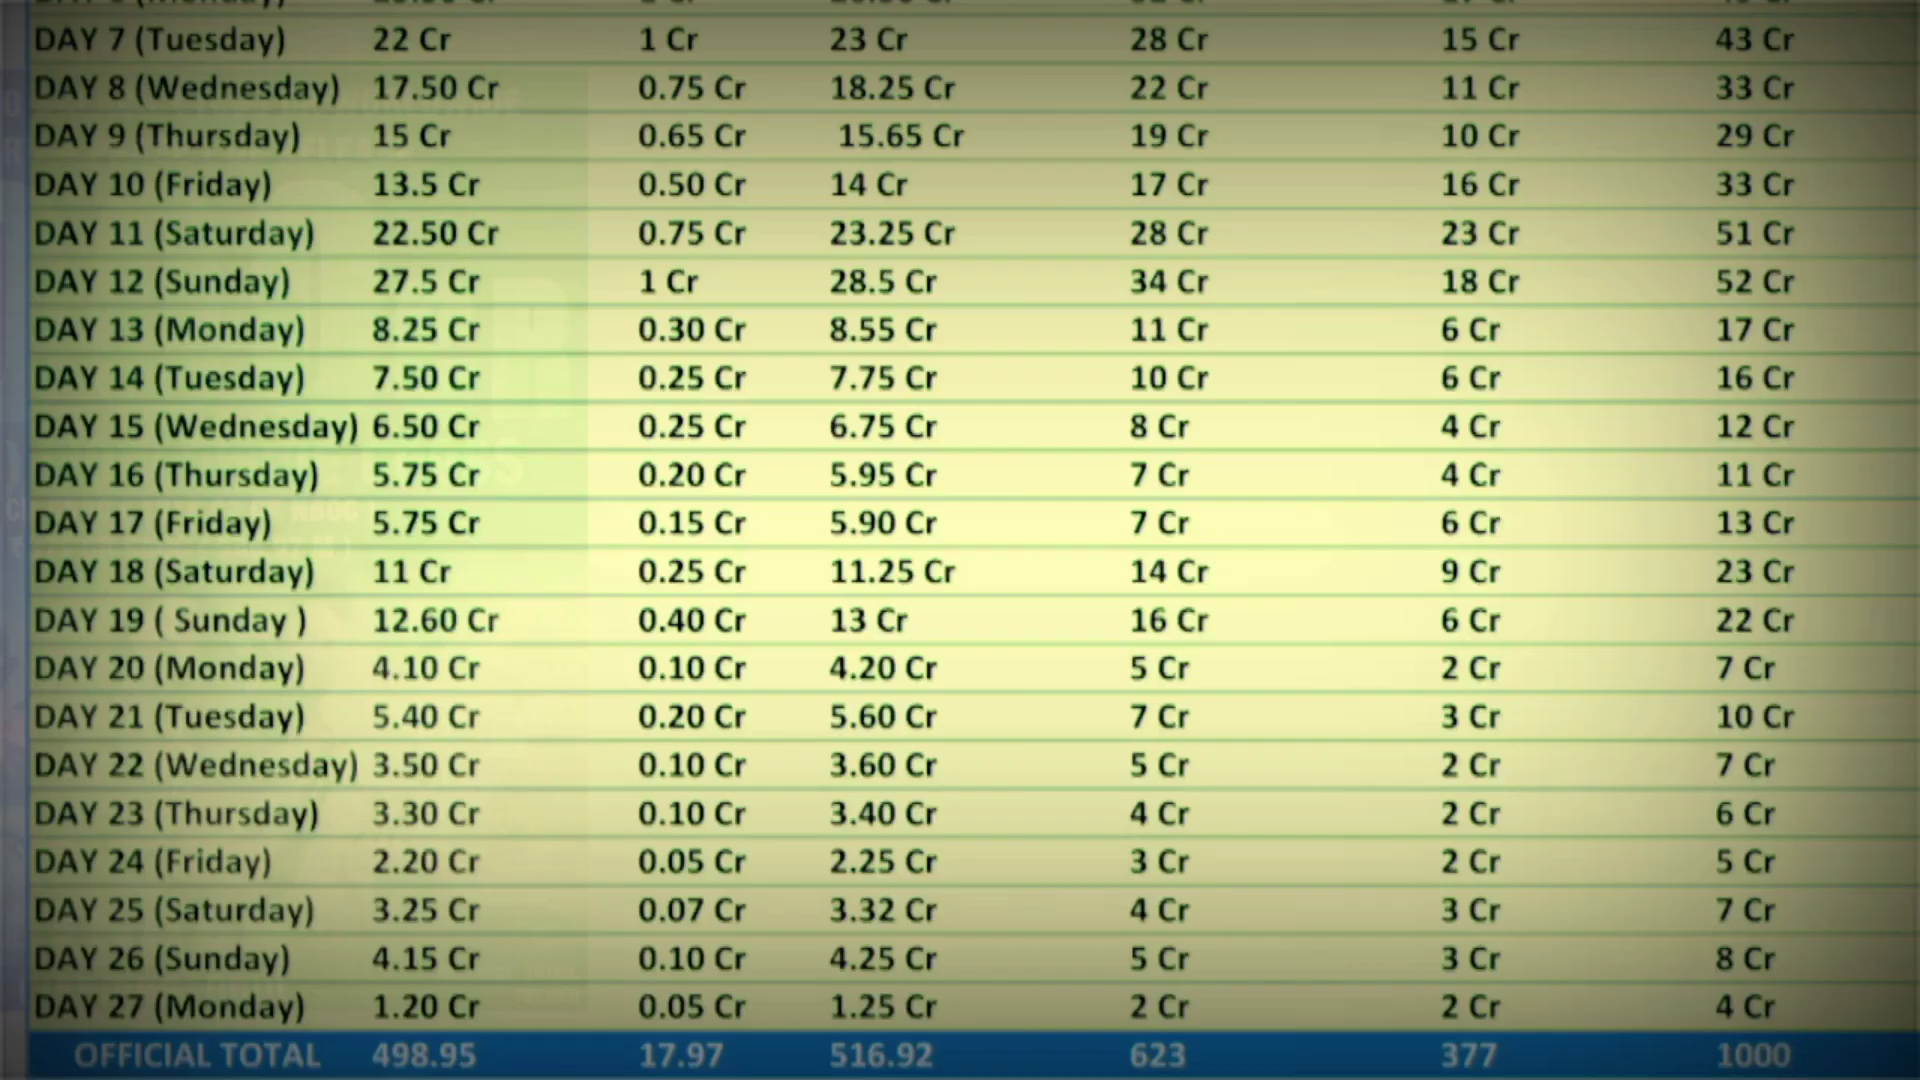 DAY 7 (Tuesday) 22 Cr 1 Cr 23 Cr 28 Cr 15 Cr 43 Cr
DAY 8 (Wednesday) 17.50 Cr 0.75 Cr 18.25 Cr 22 Cr 11 Cr 33 Cr
DAY 9 (Thursday) 15 Cr 0.65 Cr 15.65 Cr 19 Cr 10 Cr 29 Cr
DAY 10 (Friday) 13.5 Cr 0.50 Cr 14 Cr 17 Cr 16 Cr 33 Cr
DAY 11 (Saturday) 22.50 Cr 0.75 Cr 23.25 Cr 28 Cr 23 Cr 51 Cr
DAY 12 (Sunday) 27.5 Cr 1 Cr 28.5 Cr 34 Cr 18 Cr 52 Cr
DAY 13 (Monday) 8.25 Cr 0.30 Cr 8.55 Cr 11 Cr 6 Cr 17 Cr
DAY 14 (Tuesday) 7.50 Cr 0.25 Cr 7.75 Cr 10 Cr 6 Cr 16 Cr
DAY 15 (Wednesday) 6.50 Cr 0.25 Cr 6.75 Cr 8 Cr 4 Cr 12 Cr
DAY 16 (Thursday) 5.75 Cr 0.20 Cr 5.95 Cr 7 Cr 4 Cr 11 Cr
DAY 17 (Friday) 5.75 Cr 0.15 Cr 5.90 Cr 7 Cr 6 Cr 13 Cr
DAY 18 (Saturday) 11 Cr 0.25 Cr 11.25 Cr 14 Cr 9 Cr 23 Cr
DAY 19 ( Sunday ) 12.60 Cr 0.40 Cr 13 Cr 16 Cr 6 Cr 22 Cr
DAY 20 (Monday) 4.10 Cr 0.10 Cr 4.20 Cr 5 Cr 2 Cr 7 Cr
DAY 21 (Tuesday) 5.40 Cr 0.20 Cr 5.60 Cr 7 Cr 3 Cr 10 Cr
DAY 22 (Wednesday) 3.50 Cr 0.10 Cr 3.60 Cr 5 Cr 2 Cr 7 Cr
DAY 23 (Thursday) 3.30 Cr 0.10 Cr 3.40 Cr 4 Cr 2 Cr 6 Cr
DAY 24 (Friday) 2.20 Cr 0.05 Cr 2.25 Cr 3 Cr 2 Cr 5 Cr
DAY 25 (Saturday) 3.25 Cr 0.07 Cr 3.32 Cr 4 Cr 3 Cr 7 Cr
DAY 26 (Sunday) 4.15 Cr 0.10 Cr 4.25 Cr 5 Cr 3 Cr 8 Cr
DAY 27 (Monday) 1.20 Cr 0.05 Cr 1.25 Cr 2 Cr 2 Cr 4 Cr
OFFICIAL TOTAL 498.95 17.97 516.92 623 377 1000